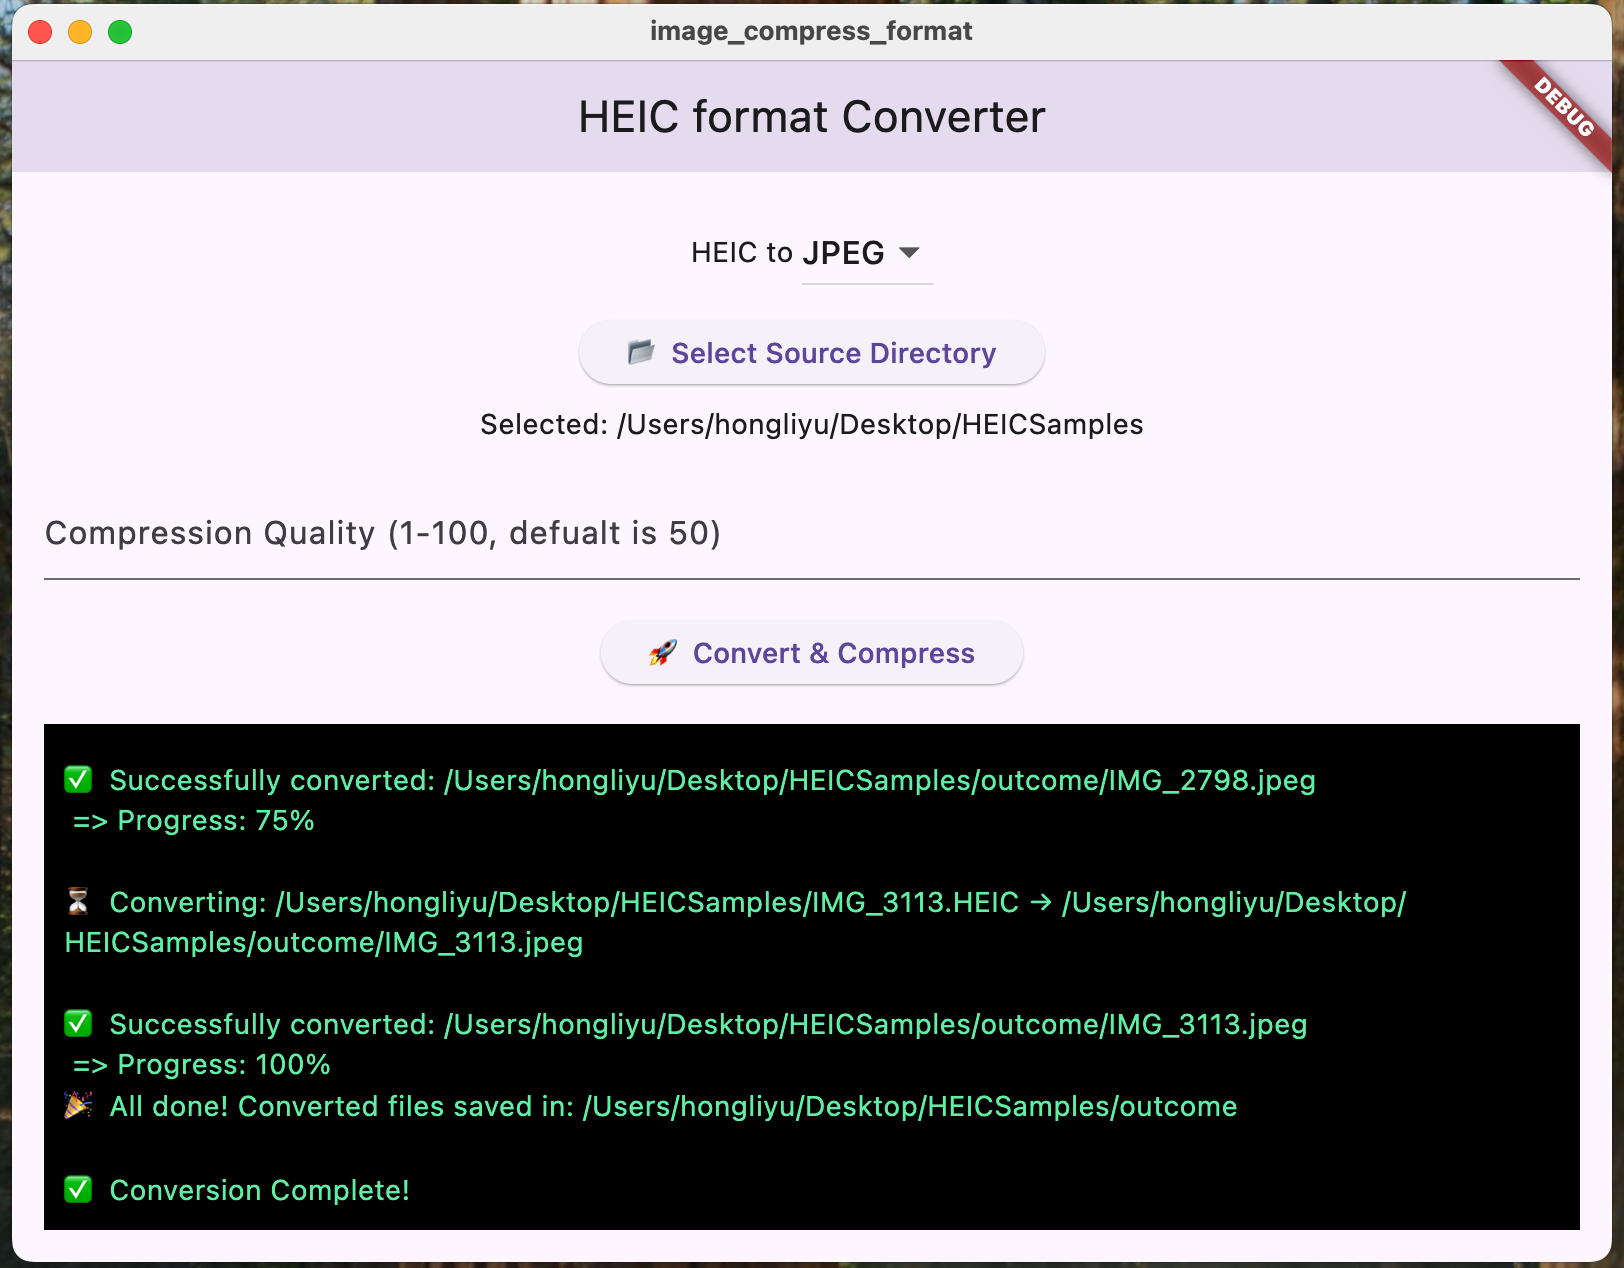 image_compress_format
HEIC format Converter
DEBUG
HEIC to JPEG
Select Source Directory
Selected: /Users/hongliyu/Desktop/HEICSamples
Compression Quality (1-100, defualt is 50)
🚀 Convert & Compress
✅ Successfully converted: /Users/hongliyu/Desktop/HEICSamples/outcome/IMG_2798.jpeg
=> Progress: 75%
⏳ Converting: /Users/hongliyu/Desktop/HEICSamples/IMG_3113.HEIC → /Users/hongliyu/Desktop/
HEICSamples/outcome/IMG_3113.jpeg
✅ Successfully converted: /Users/hongliyu/Desktop/HEICSamples/outcome/IMG_3113.jpeg
=> Progress: 100%
🎉 All done! Converted files saved in: /Users/hongliyu/Desktop/HEICSamples/outcome
✅ Conversion Complete!